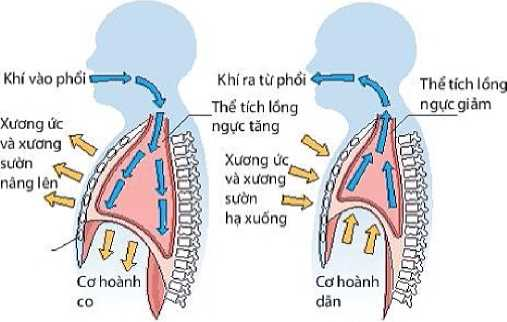 Khí vào phổi
Thể tích lồng
ngực tăng
Xương ức
và xương
sườn
nâng lên
Cơ hoành
co
Khí ra từ phổi
Thể tích lồng
ngực giảm
Xương ức
và xương
sườn
hạ xuống
Cơ hoành
dãn